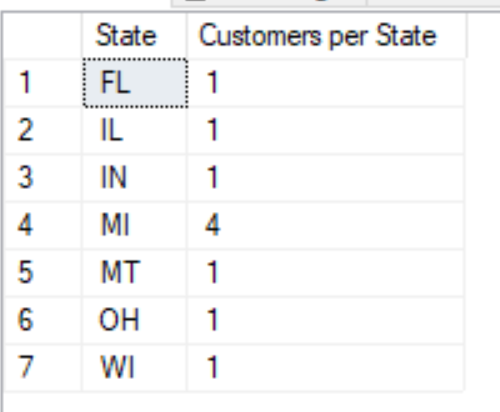 State Customers per State
1 FL 1
2 IL 1
3 IN 1
4 MI 4
5 MT 1
6 OH 1
7 WI 1